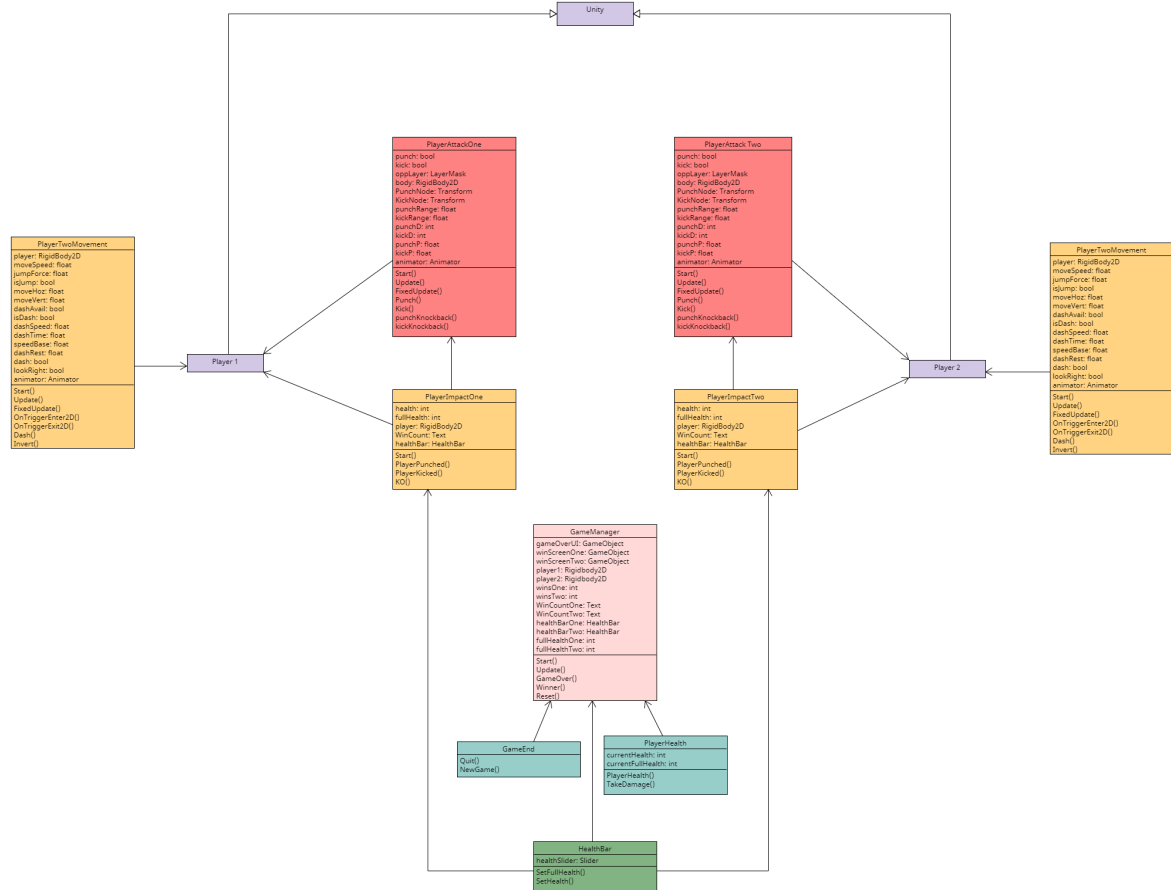 Unity
PlayerAttackOne
punch: bool
kick: bool
oppLayer: LayerMask
body: RigidBody2D
PunchNode: Transform
KickNode: Transform
punchRange: float
kickRange: float
punchD: int
kickD: int
punchP: float
kickP: float
animator: Animator
Start()
Update()
FixedUpdate()
Punch()
Kick()
punchKnockback()
kickKnockback()
PlayerAttack Two
punch: bool
kick: bool
oppLayer: LayerMask
body: RigidBody2D
PunchNode: Transform
KickNode: Transform
punchRange: float
kickRange: float
punchD: int
kickD: int
punchP: float
kickP: float
animator: Animator
Start()
Update()
FixedUpdate()
Punch()
Kick()
punchKnockback()
kickKnockback()
PlayerTwoMovement
player: RigidBody2D
moveSpeed: float
jumpForce: float
isJump: bool
moveHoz: float
moveVert: float
dashAvail: bool
isDash: bool
dashSpeed: float
dashTime: float
speedBase: float
dashRest: float
dash: bool
lookRight: bool
animator: Animator
Start()
Update()
FixedUpdate()
OnTriggerEnter2D()
OnTriggerExit2D()
Dash()
Invert()
Player 1
Player 2
PlayerTwoMovement
player: RigidBody2D
moveSpeed: float
jumpForce: float
isJump: bool
moveHoz: float
moveVert: float
dashAvail: bool
isDash: bool
dashSpeed: float
dashTime: float
speedBase: float
dashRest: float
dash: bool
lookRight: bool
animator: Animator
Start()
Update()
FixedUpdate()
OnTriggerEnter2D()
OnTriggerExit2D()
Dash()
Invert()
PlayerImpactOne
health: int
fullHealth: int
player: RigidBody2D
WinCount: Text
healthBar: HealthBar
Start()
PlayerPunched()
PlayerKicked()
KO()
PlayerImpactTwo
health: int
fullHealth: int
player: RigidBody2D
WinCount: Text
healthBar: HealthBar
Start()
PlayerPunched()
PlayerKicked()
KO()
GameManager
gameOverUI: GameObject
winScreenOne: GameObject
winScreenTwo: GameObject
player1: Rigidbody2D
player2: Rigidbody2D
winsOne: int
winsTwo: int
WinCountOne: Text
WinCountTwo: Text
healthBarOne: HealthBar
healthBarTwo: HealthBar
fullHealthOne: int
fullHealthTwo: int
Start()
Update()
GameOver()
Winner()
Reset()
GameEnd
Quit()
NewGame()
PlayerHealth
currentHealth: int
currentFullHealth: int
PlayerHealth()
TakeDamage()
HealthBar
healthSlider: Slider
SetFullHealth()
SetHealth()